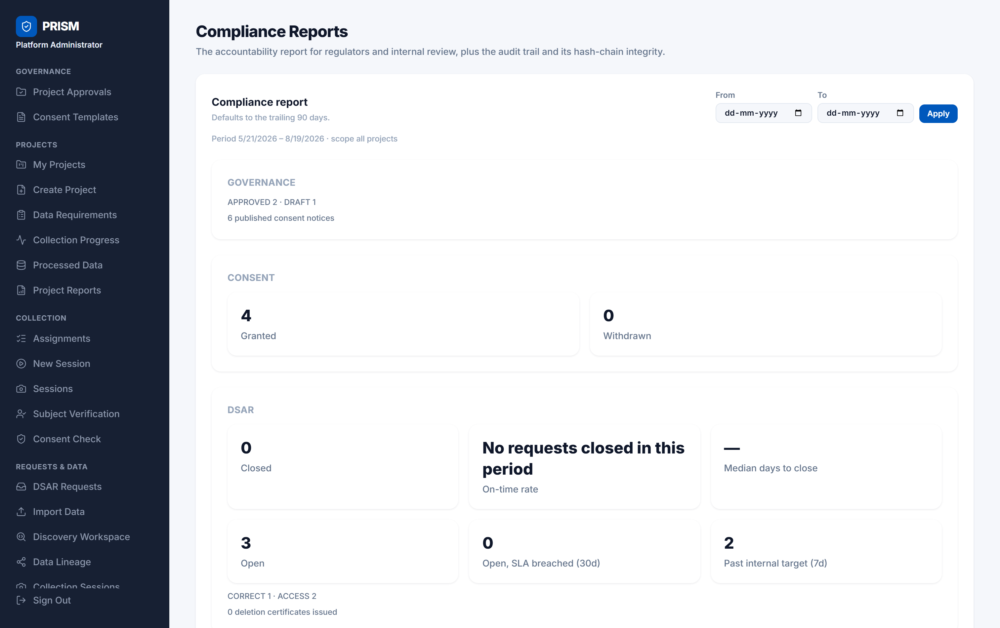 PRISM
Platform Administrator
GOVERNANCE
Project Approvals
Consent Templates
PROJECTS
My Projects
Create Project
Data Requirements
Collection Progress
Processed Data
Project Reports
COLLECTION
Assignments
New Session
Sessions
Subject Verification
Consent Check
REQUESTS & DATA
DSAR Requests
Import Data
Discovery Workspace
Data Lineage
Collection Sessions
Sign Out
Compliance Reports
The accountability report for regulators and internal review, plus the audit trail and its hash-chain integrity.
Compliance report
Defaults to the trailing 90 days.
From
dd-mm-yyyy
To
dd-mm-yyyy
Apply
Period 5/21/2026 – 8/19/2026 · scope all projects
GOVERNANCE
APPROVED 2 · DRAFT 1
6 published consent notices
CONSENT
4
Granted
0
Withdrawn
DSAR
0
Closed
No requests closed in this
period
On-time rate
—
Median days to close
3
Open
0
Open, SLA breached (30d)
2
Past internal target (7d)
CORRECT 1 · ACCESS 2
0 deletion certificates issued